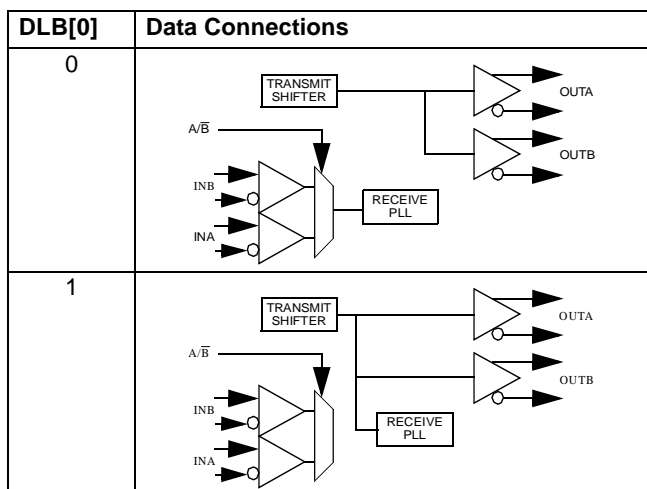 DLB[0] Data Connections
0
TRANSMIT
SHIFTER
OUTA
A/B̅
OUTB
INB
RECEIVE
PLL
INA
1
TRANSMIT
SHIFTER
OUTA
A/B̅
OUTB
INB
RECEIVE
PLL
INA